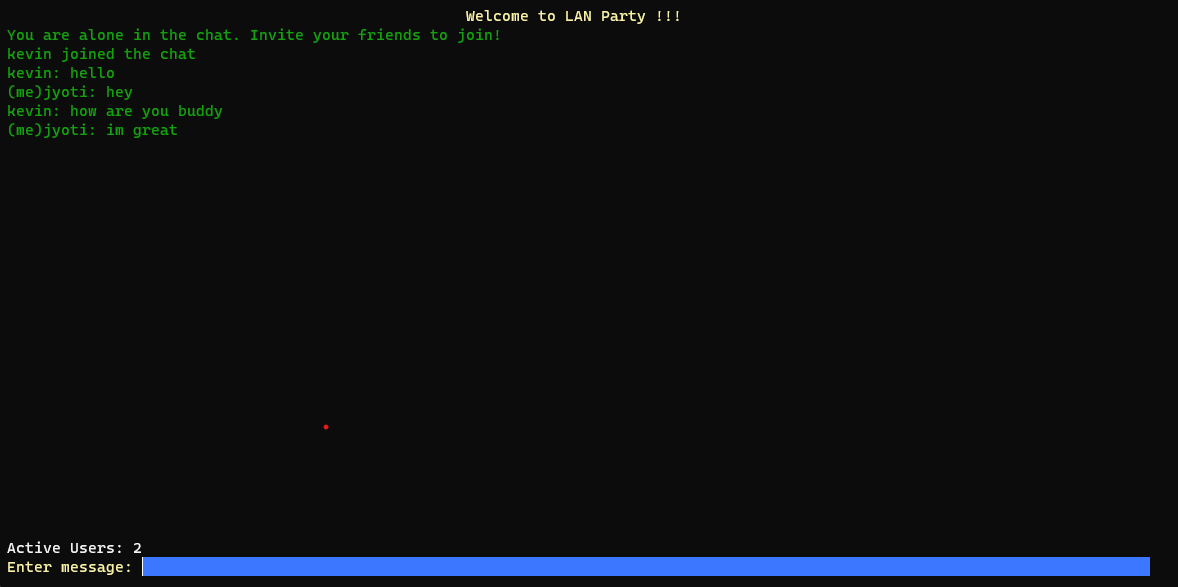 Welcome to LAN Party !!!
You are alone in the chat. Invite your friends to join!
kevin joined the chat
kevin: hello
(me)jyoti: hey
kevin: how are you buddy
(me)jyoti: im great
Active Users: 2
Enter message: